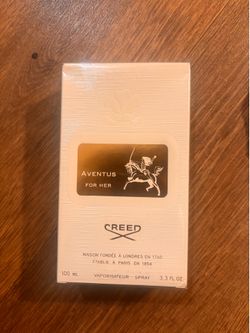 AVENTUS
FOR HER
CREED
MAISON FONDÉE A LONDRES EN 1760
ETABLIE À PARIS EN 1854
100 ML VAPORISATEUR - SPRAY 3.3 FL.OZ